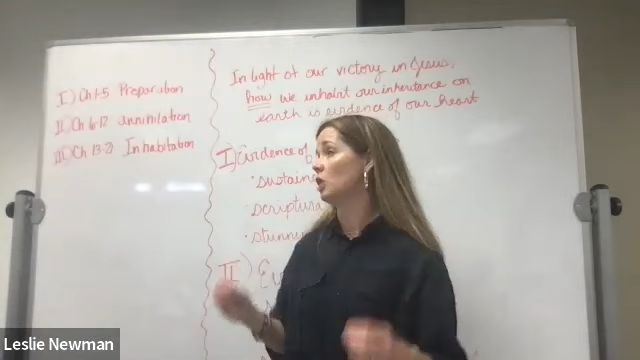 I) Ch 1-5 Preparation
II) Ch 6-12 Annihilation
III) Ch 13-21 Inhabitation
In light of our victory in Jesus,
how we inhabit our inheritance on
earth is evidence of our heart
I) Evidence of
• sustain
• scriptura
• stunni
II)
Leslie Newman